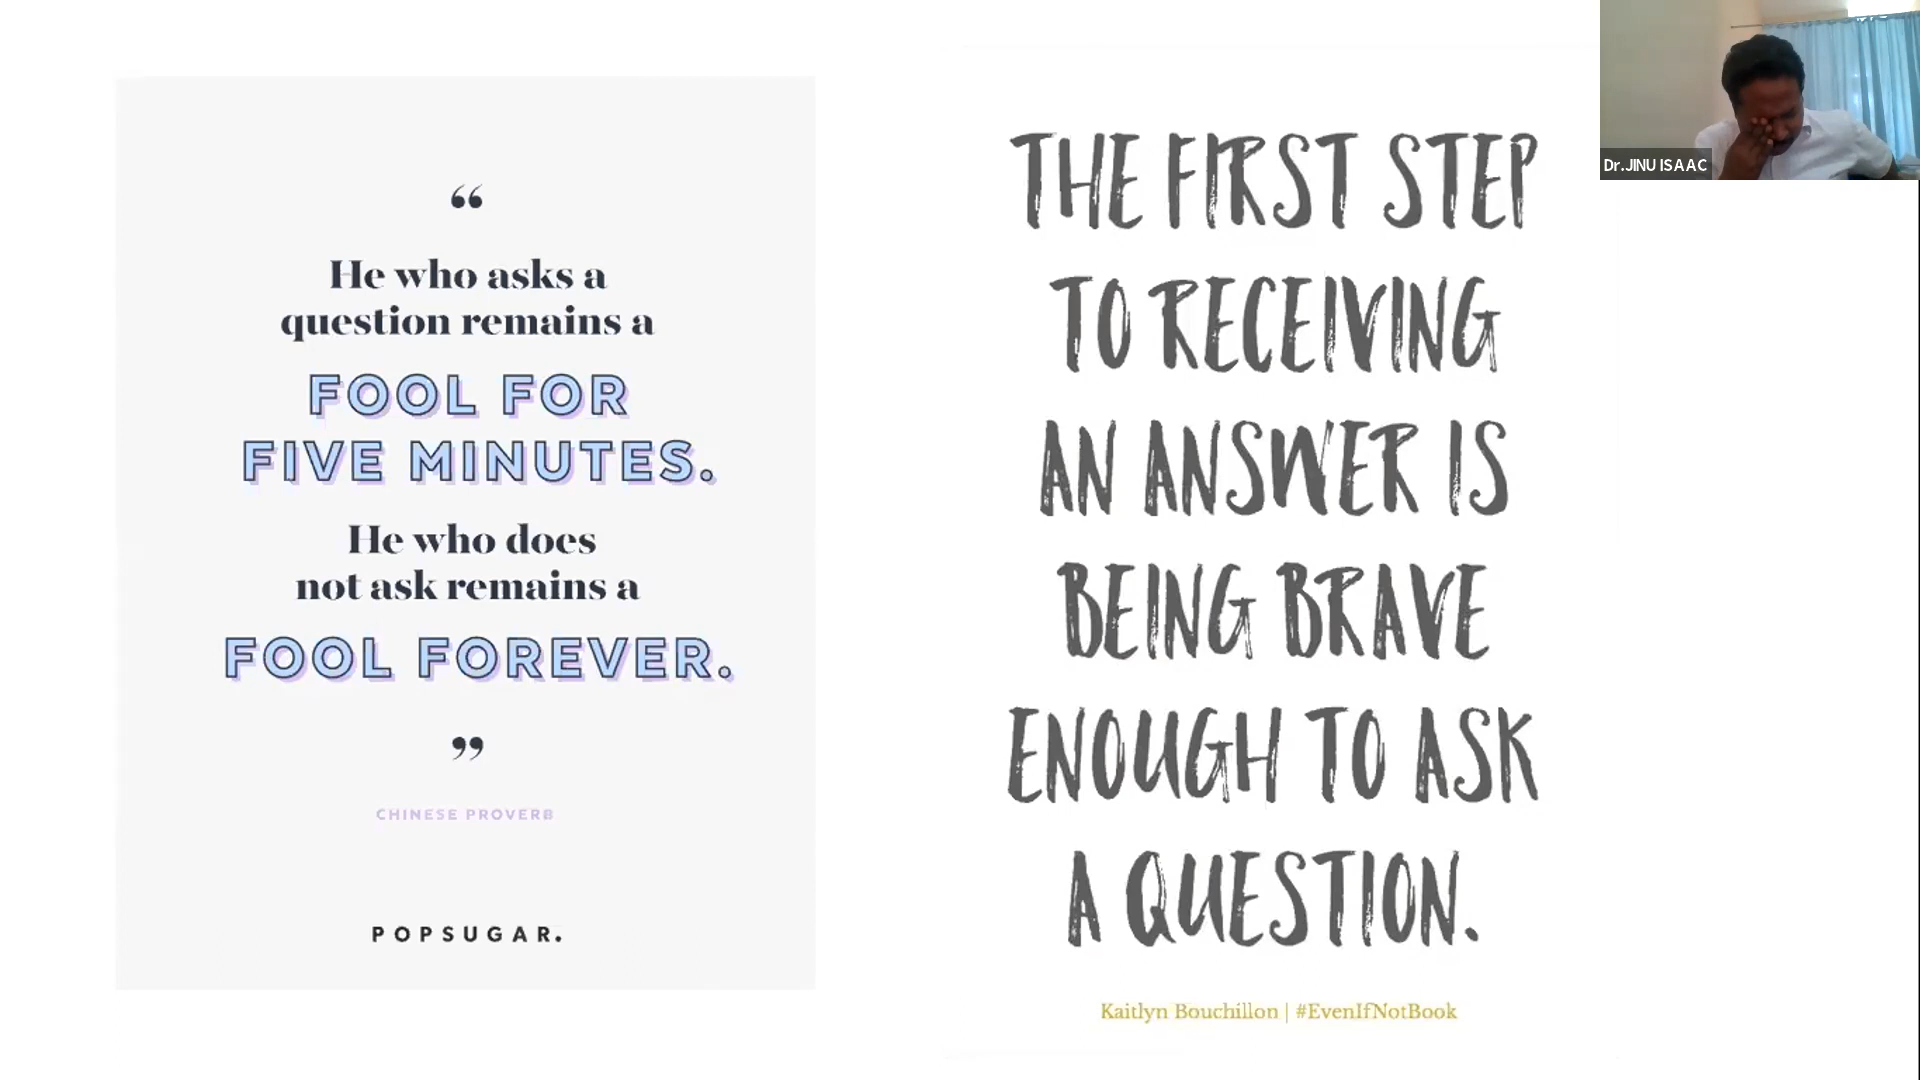 “
He who asks a
question remains a
FOOL FOR
FIVE MINUTES.
He who does
not ask remains a
FOOL FOREVER.
”
CHINESE PROVERB
POPSUGAR.
THE FIRST STEP
TO RECEIVING
AN ANSWER IS
BEING BRAVE
ENOUGH TO ASK
A QUESTION.
Kaitlyn Bouchillon | #EvenIfNotBook
Dr.JINU ISAAC